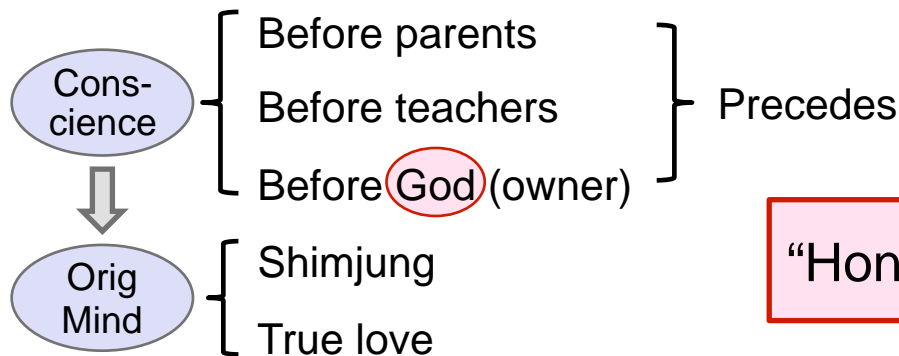 Cons-
cience
Before parents
Before teachers
Before God (owner)
Precedes
Orig
Mind
Shimjung
True love
“Hon